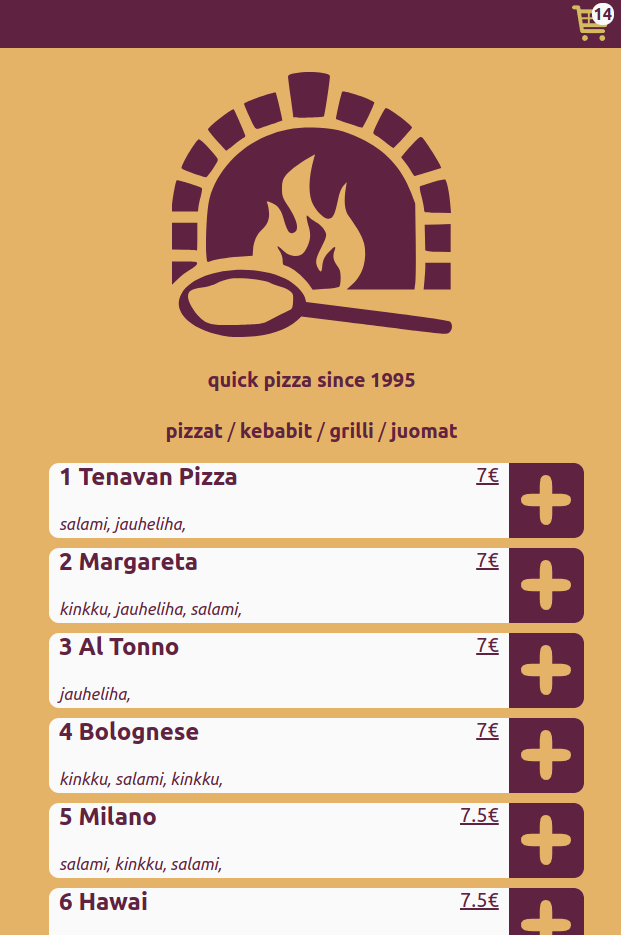 14
quick pizza since 1995
pizzat / kebabit / grilli / juomat
1 Tenavan Pizza 7€
salami, jauheliha,
2 Margareta 7€
kinkku, jauheliha, salami,
3 Al Tonno 7€
jauheliha,
4 Bolognese 7€
kinkku, salami, kinkku,
5 Milano 7.5€
salami, kinkku, salami,
6 Hawai 7.5€